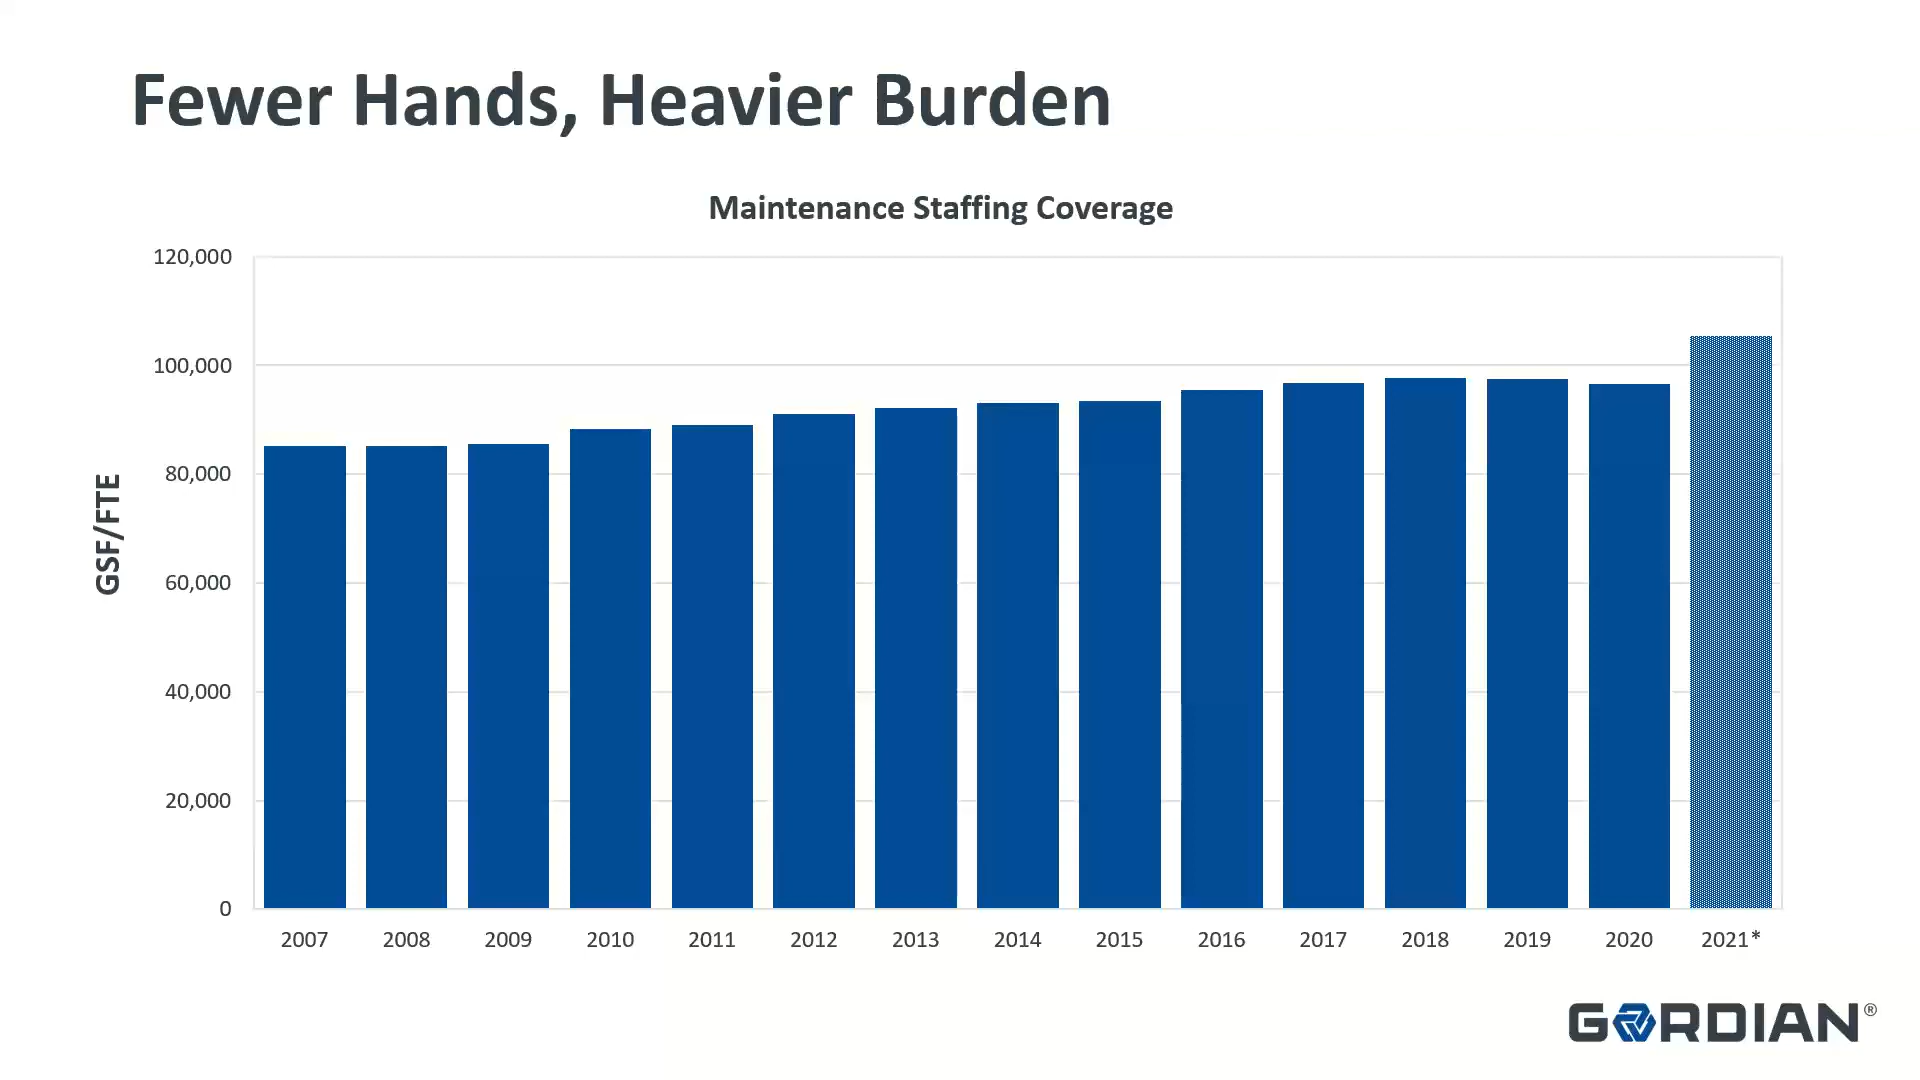 Fewer Hands, Heavier Burden
Maintenance Staffing Coverage
120,000
100,000
80,000
60,000
40,000
20,000
0
GSF/FTE
2007 2008 2009 2010 2011 2012 2013 2014 2015 2016 2017 2018 2019 2020 2021*
GORDIAN®